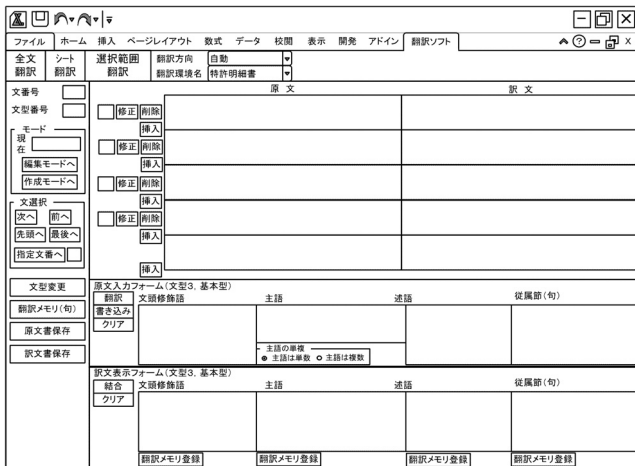 ファイル ホーム 挿入 ページレイアウト 数式 データ 校閲 表示 開発 アドイン 翻訳ソフト
全文翻訳 シート翻訳 選択範囲翻訳 翻訳方向 自動
翻訳環境名 特許明細書
文番号
文型番号
モード
現在
編集モードへ
作成モードへ
文選択
次へ 前へ
先頭へ 最後へ
指定文番へ
文型変更
翻訳メモリ(句)
原文書保存
訳文書保存
原 文 訳 文
修正 削除
挿入
修正 削除
挿入
修正 削除
挿入
修正 削除
挿入
挿入
原文入力フォーム(文型3, 基本型)
翻訳 文頭修飾語 主語 述語 従属節(句)
書き込み
クリア
主語の単複
主語は単数 主語は複数
訳文表示フォーム(文型3, 基本型)
結合 文頭修飾語 主語 述語 従属節(句)
クリア
翻訳メモリ登録 翻訳メモリ登録 翻訳メモリ登録 翻訳メモリ登録